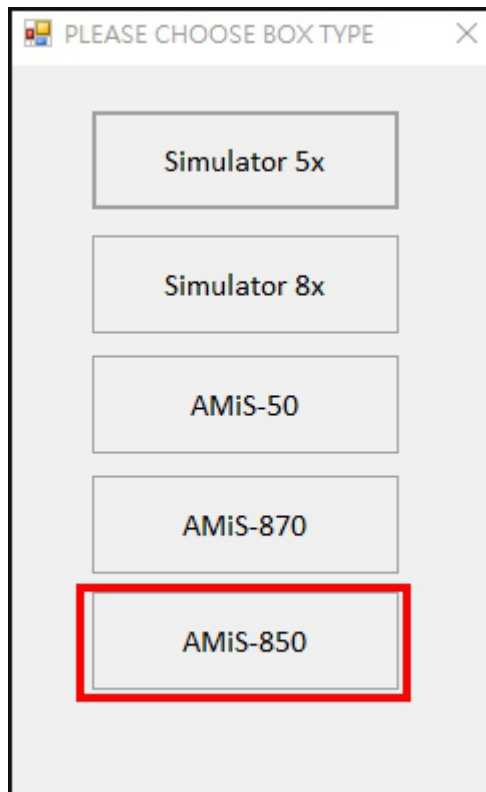 PLEASE CHOOSE BOX TYPE
Simulator 5x
Simulator 8x
AMiS-50
AMiS-870
AMiS-850